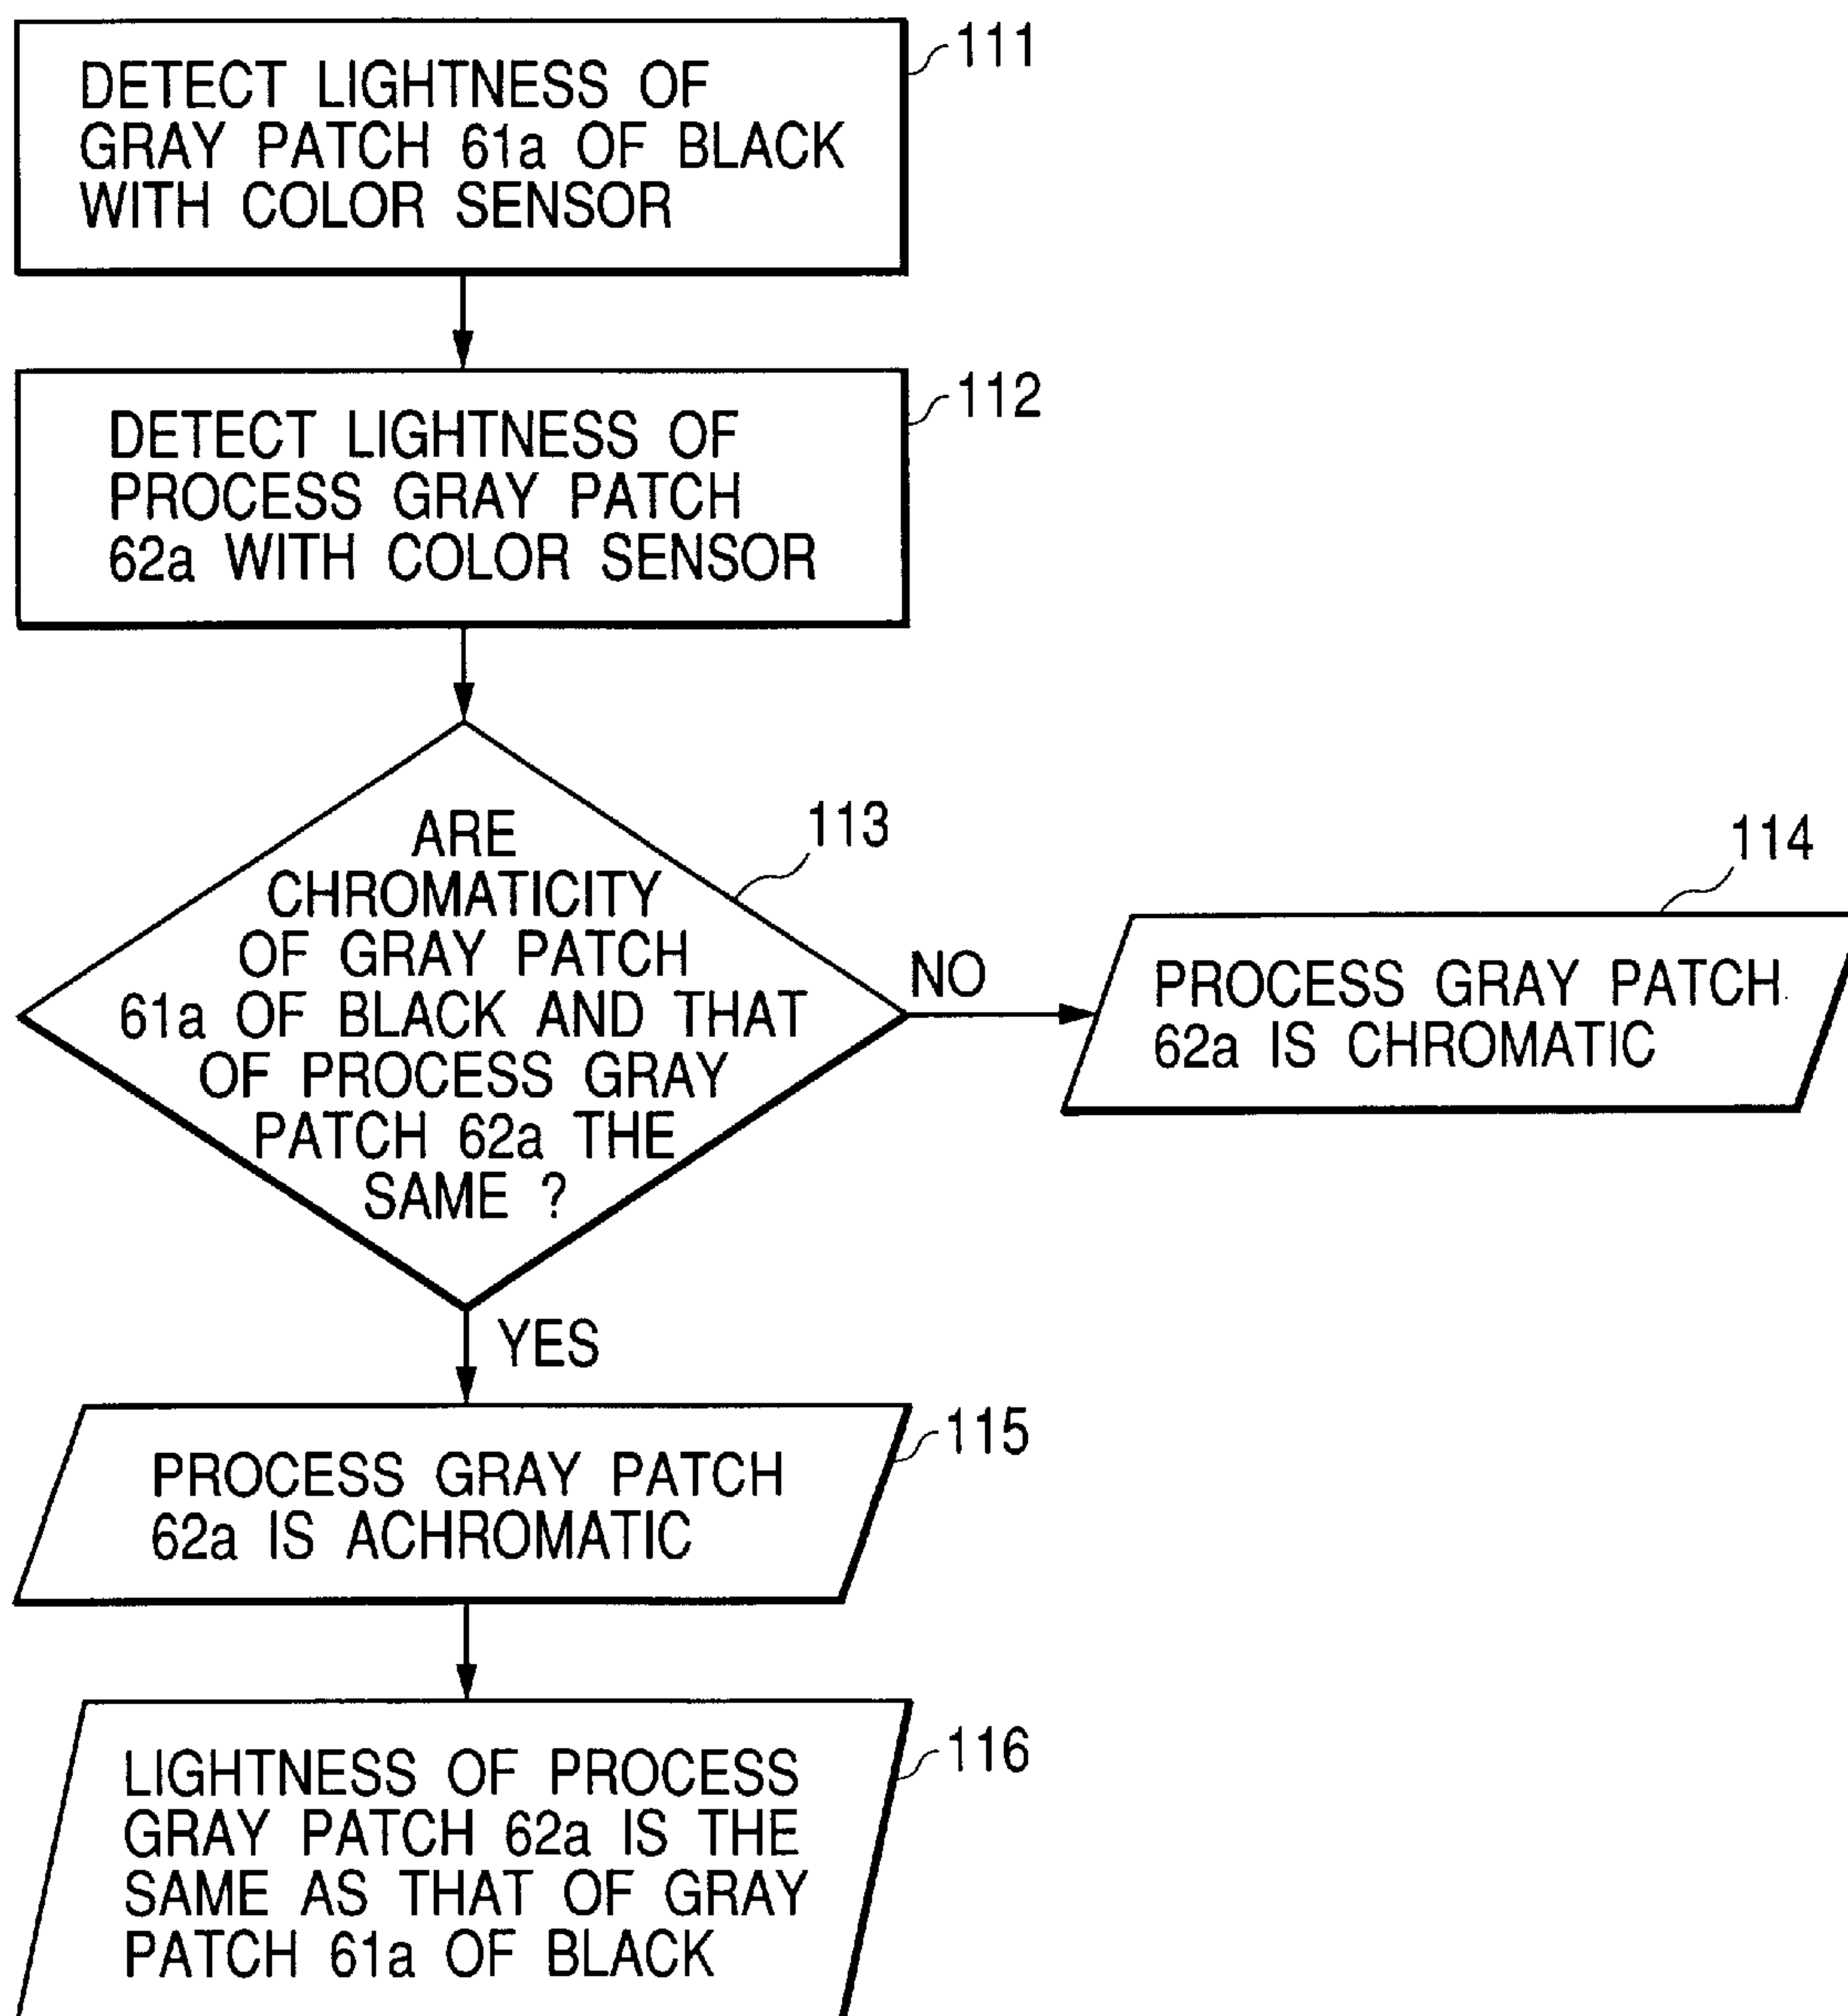 111
DETECT LIGHTNESS OF
GRAY PATCH 61a OF BLACK
WITH COLOR SENSOR
112
DETECT LIGHTNESS OF
PROCESS GRAY PATCH
62a WITH COLOR SENSOR
113
ARE
CHROMATICITY
OF GRAY PATCH
61a OF BLACK AND THAT
OF PROCESS GRAY
PATCH 62a THE
SAME ?
NO
114
PROCESS GRAY PATCH
62a IS CHROMATIC
YES
115
PROCESS GRAY PATCH
62a IS ACHROMATIC
116
LIGHTNESS OF PROCESS
GRAY PATCH 62a IS THE
SAME AS THAT OF GRAY
PATCH 61a OF BLACK